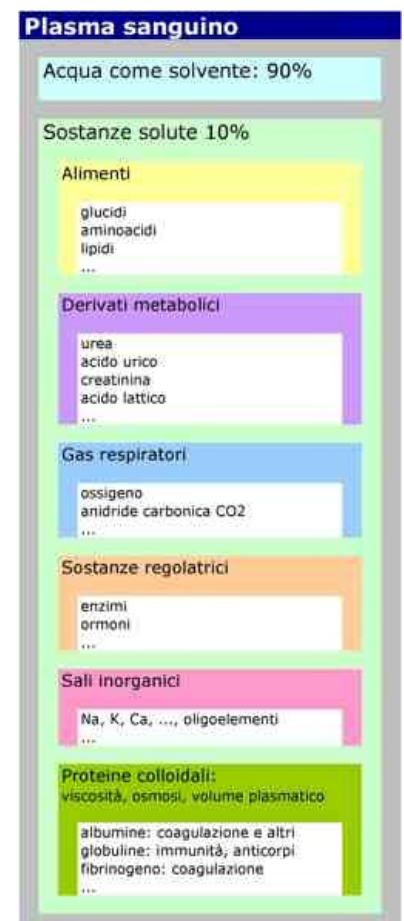 Plasma sanguino
Acqua come solvente: 90%
Sostanze solute 10%
Alimenti
glucidi
aminoacidi
lipidi
...
Derivati metabolici
urea
acido urico
creatinina
acido lattico
...
Gas respiratori
ossigeno
anidride carbonica CO2
...
Sostanze regolatrici
enzimi
ormoni
...
Sali inorganici
Na, K, Ca, ..., oligoelementi
...
Proteine colloidali:
viscosità, osmosi, volume plasmatico
albumine: coagulazione e altri
globuline: immunità, anticorpi
fibrinogeno: coagulazione
...